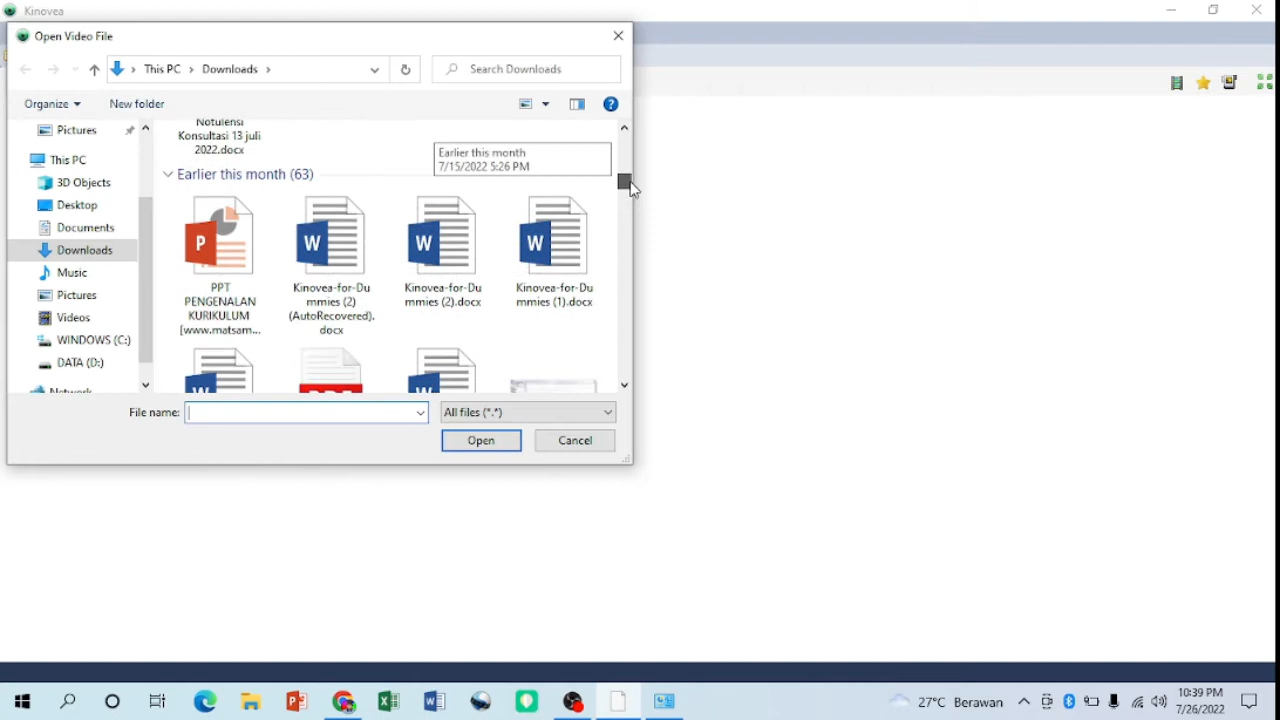 Kinovea
Open Video File
This PC
Downloads
Search Downloads
Organize
New folder
Pictures
This PC
3D Objects
Desktop
Documents
Downloads
Music
Pictures
Videos
WINDOWS (C:)
DATA (D:)
Network
Notulensi
Konsultasi 13 juli
2022.docx
Earlier this month
7/15/2022 5:26 PM
Earlier this month (63)
PPT
PENGENALAN
KURIKULUM
[www.matsam...
Kinovea-for-Du
mmies (2)
(AutoRecovered).
docx
Kinovea-for-Du
mmies (2).docx
Kinovea-for-Du
mmies (1).docx
File name:
All files (*.*)
Open
Cancel
27°C Berawan
10:39 PM
7/26/2022